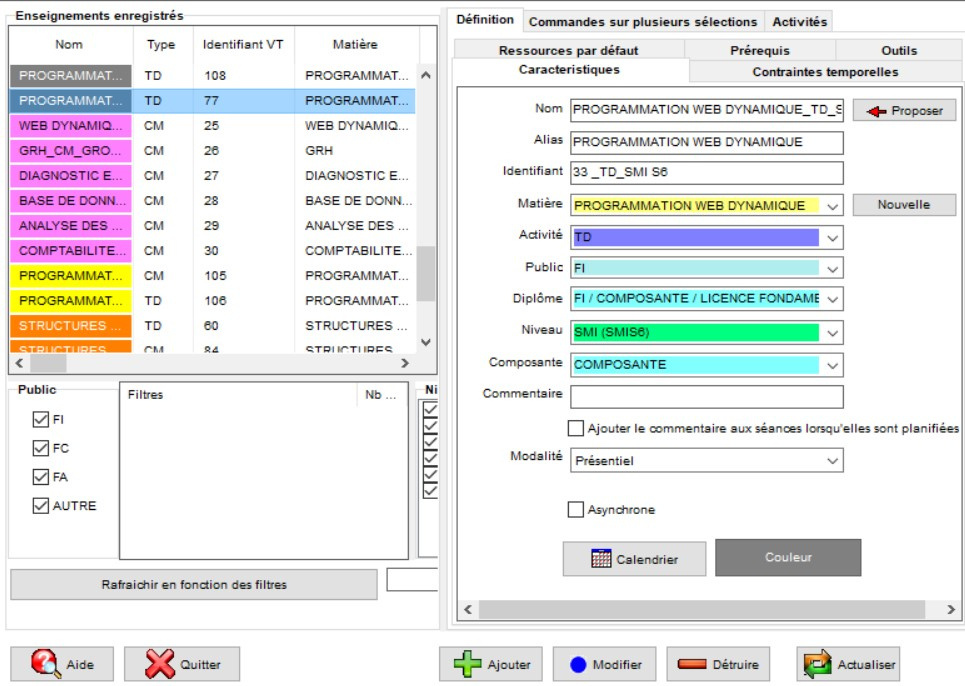 Enseignements enregistrés
Nom Type Identifiant VT Matière
PROGRAMMAT... TD 108 PROGRAMMAT...
PROGRAMMAT... TD 77 PROGRAMMAT...
WEB DYNAMIQ... CM 25 WEB DYNAMIQ...
GRH_CM_GRO... CM 26 GRH
DIAGNOSTIC E... CM 27 DIAGNOSTIC E...
BASE DE DONN... CM 28 BASE DE DONN...
ANALYSE DES ... CM 29 ANALYSE DES ...
COMPTABILITE... CM 30 COMPTABILITE...
PROGRAMMAT... CM 105 PROGRAMMAT...
PROGRAMMAT... TD 106 PROGRAMMAT...
STRUCTURES ... TD 60 STRUCTURES ...
STRUCTURES CM 84 STRUCTURES
Public
FI
FC
FA
AUTRE
Filtres Nb ...
Ni
Rafraichir en fonction des filtres
Définition Commandes sur plusieurs sélections Activités
Ressources par défaut Prérequis Outils
Caracteristiques Contraintes temporelles
Nom PROGRAMMATION WEB DYNAMIQUE_TD_S Proposer
Alias PROGRAMMATION WEB DYNAMIQUE
Identifiant 33 _TD_SMI S6
Matière PROGRAMMATION WEB DYNAMIQUE Nouvelle
Activité TD
Public FI
Diplôme FI / COMPOSANTE / LICENCE FONDAME
Niveau SMI (SMIS6)
Composante COMPOSANTE
Commentaire
Ajouter le commentaire aux séances lorsqu'elles sont planifiées
Modalité Présentiel
Asynchrone
Calendrier Couleur
Aide Quitter Ajouter Modifier Détruire Actualiser